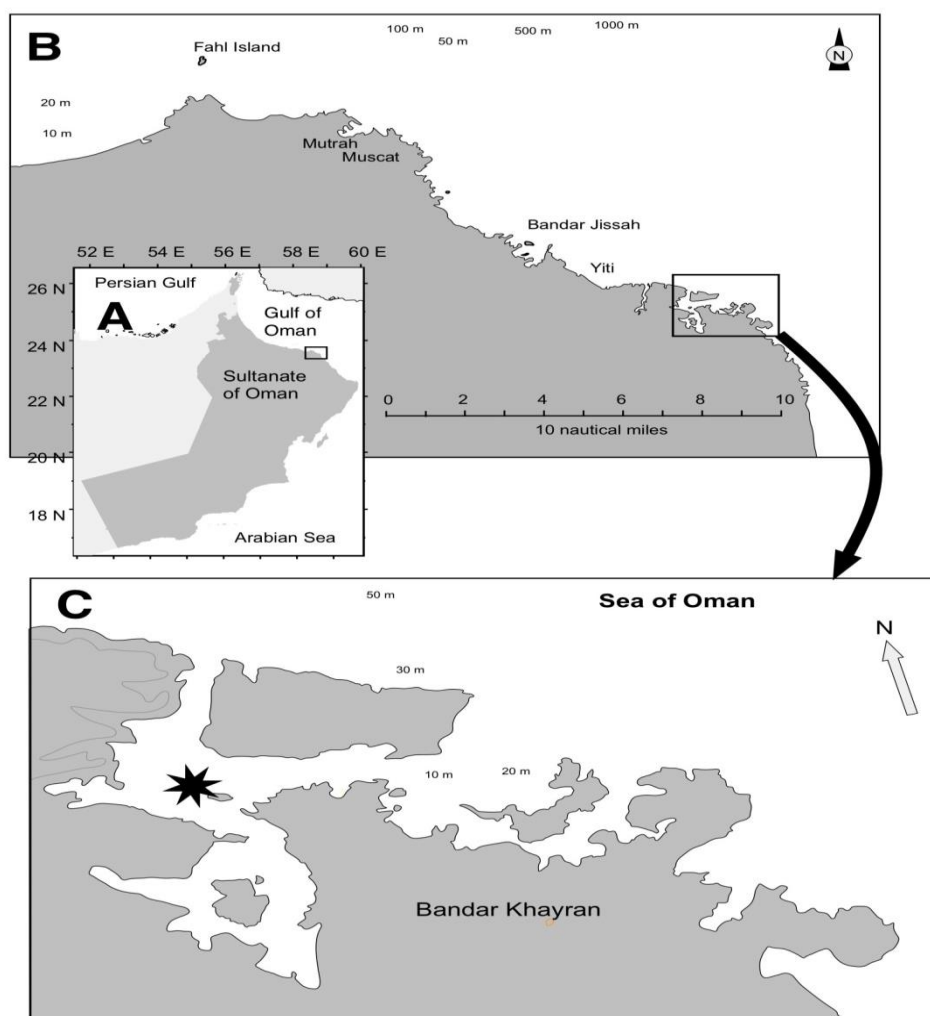 100 m
50 m
500 m
1000 m
B
Fahl Island
N
20 m
10 m
Mutrah
Muscat
Bandar Jissah
Yiti
52 E 54 E 56 E 58 E 60 E
26 N
24 N
22 N
20 N
18 N
A
Persian Gulf
Gulf of
Oman
Sultanate
of Oman
Arabian Sea
0 2 4 6 8 10
10 nautical miles
C
50 m
Sea of Oman
N
30 m
10 m
20 m
Bandar Khayran